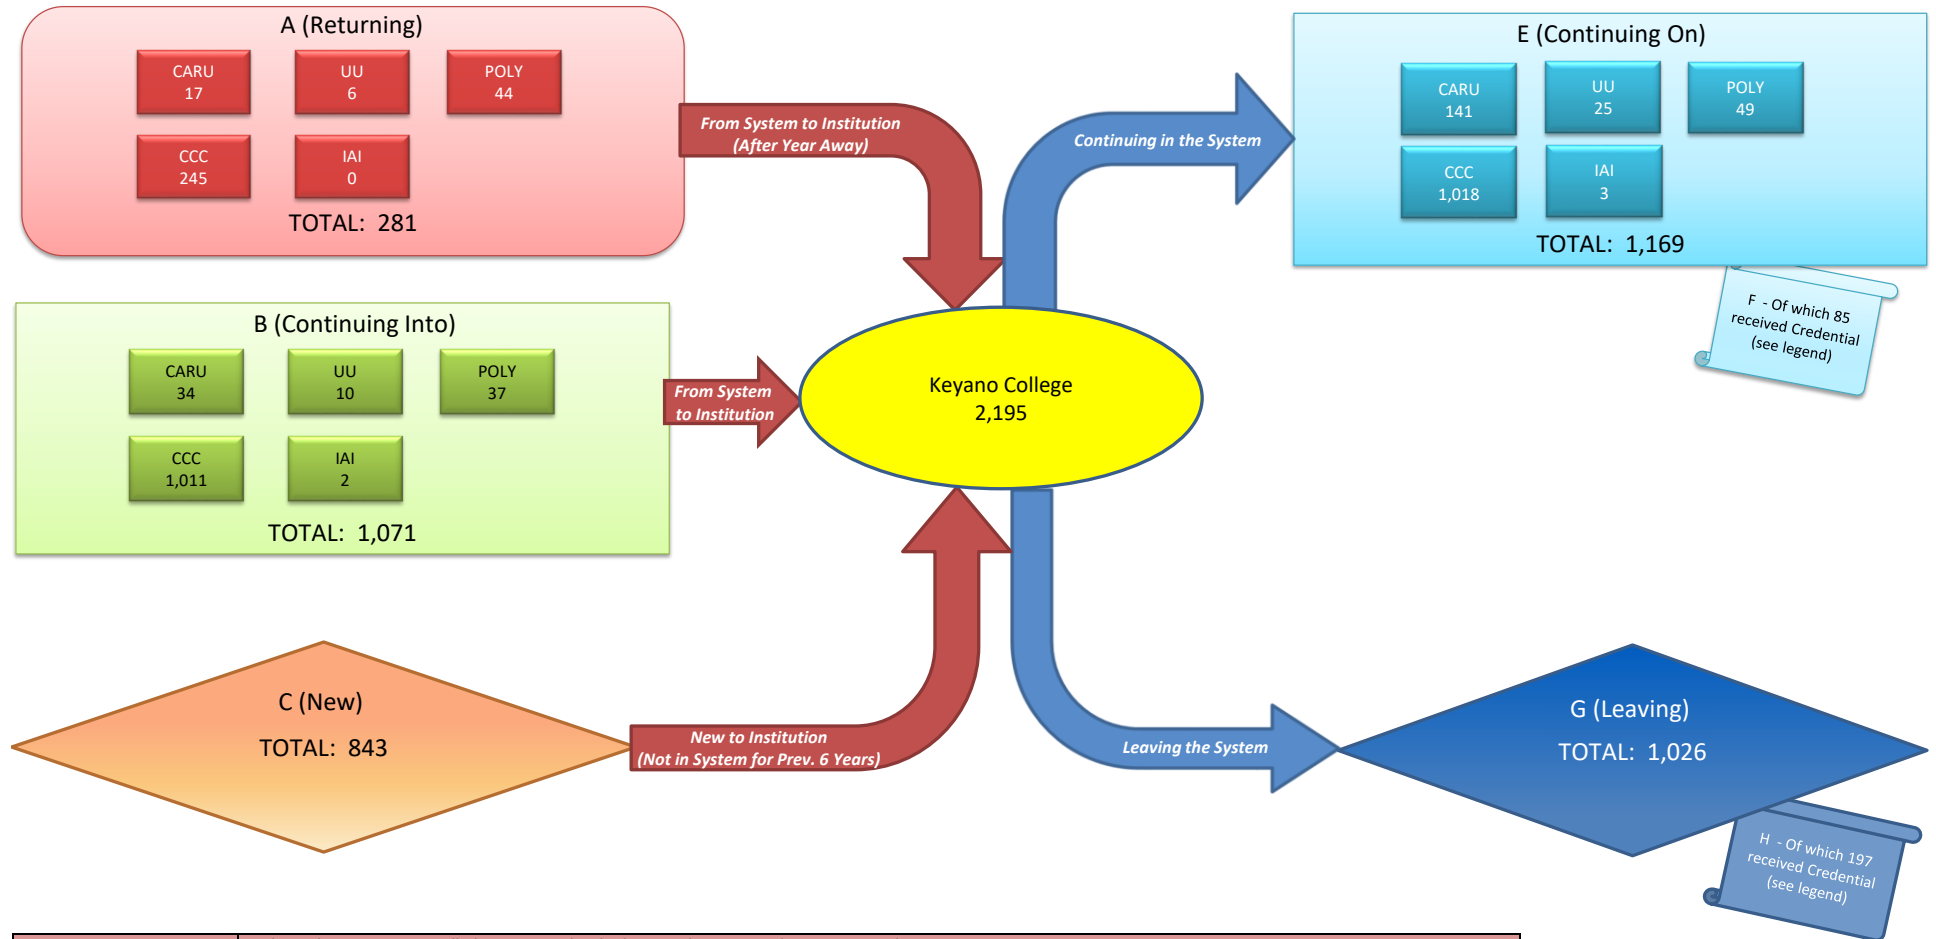 A (Returning)
CARU
17
UU
6
POLY
44
CCC
245
IAI
0
TOTAL: 281
From System to Institution
(After Year Away)
Continuing in the System
E (Continuing On)
CARU
141
UU
25
POLY
49
CCC
1,018
IAI
3
TOTAL: 1,169
F - Of which 85
received Credential
(see legend)
B (Continuing Into)
CARU
34
UU
10
POLY
37
CCC
1,011
IAI
2
TOTAL: 1,071
From System
to Institution
Keyano College
2,195
C (New)
TOTAL: 843
New to Institution
(Not in System for Prev. 6 Years)
Leaving the System
G (Leaving)
TOTAL: 1,026
H - Of which 197
received Credential
(see legend)